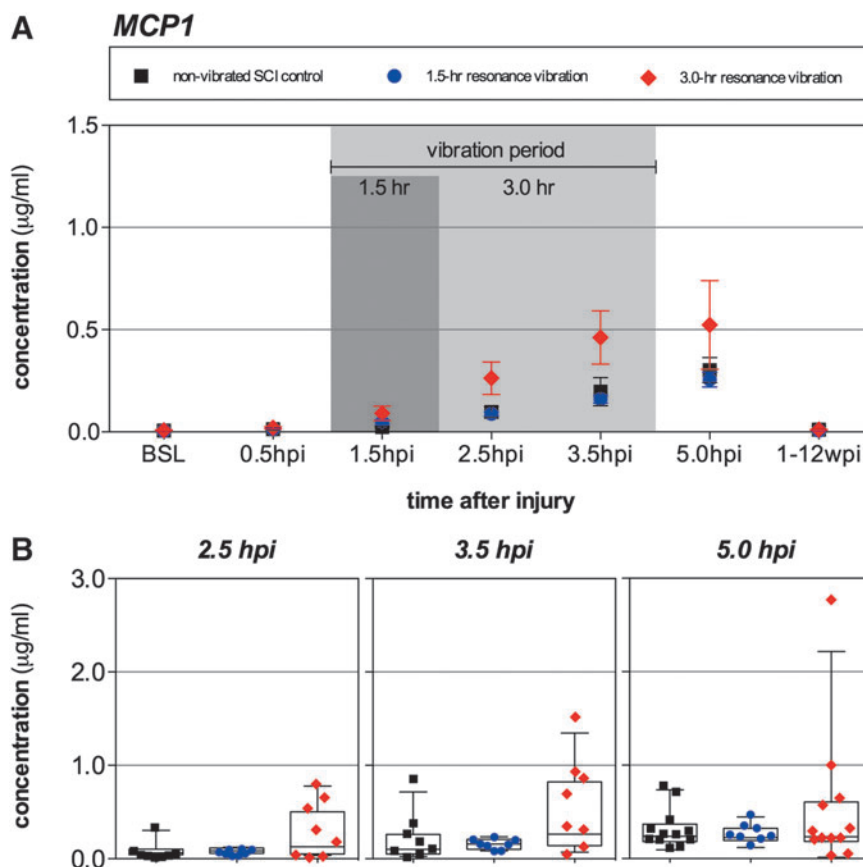 A MCP1
non-vibrated SCI control 1.5-hr resonance vibration 3.0-hr resonance vibration
1.5
vibration period
1.5 hr 3.0 hr
1.0
0.5
0.0
concentration (µg/ml)
BSL 0.5hpi 1.5hpi 2.5hpi 3.5hpi 5.0hpi 1-12wpi
time after injury
B 2.5 hpi 3.5 hpi 5.0 hpi
3.0
2.0
1.0
0.0
concentration (µg/ml)